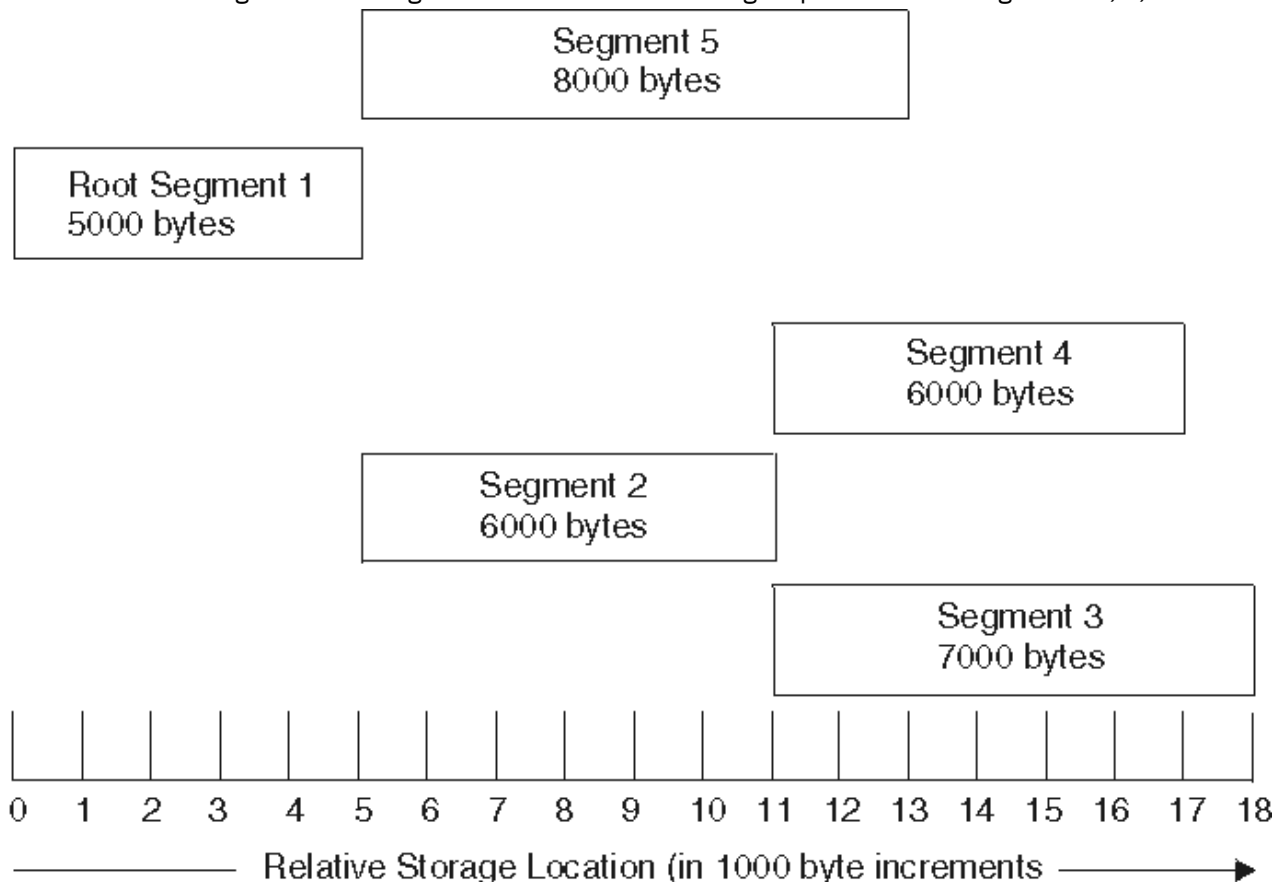 Segment 5
8000 bytes
Root Segment 1
5000 bytes
Segment 4
6000 bytes
Segment 2
6000 bytes
Segment 3
7000 bytes
0 1 2 3 4 5 6 7 8 9 10 11 12 13 14 15 16 17 18
Relative Storage Location (in 1000 byte increments